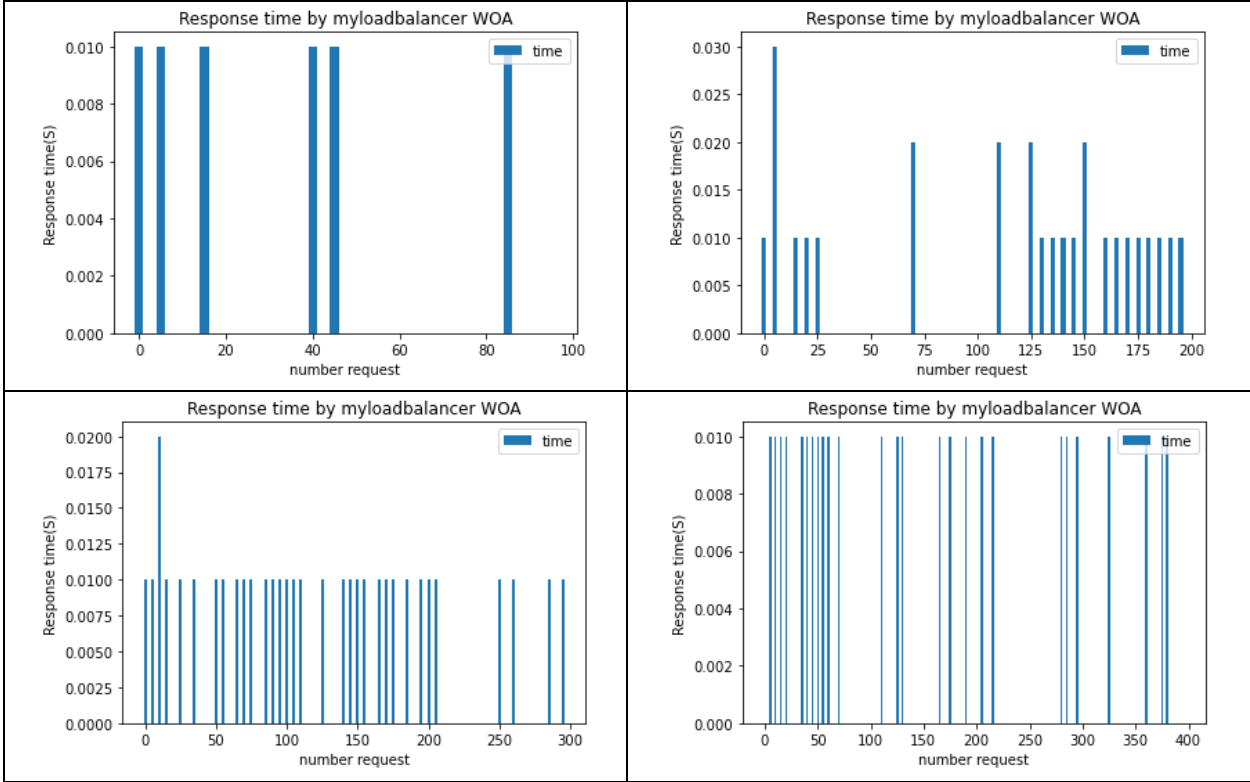 Response time by myloadbalancer WOA
time
0.010
0.008
0.006
0.004
0.002
0.000
Response time(S)
0 20 40 60 80 100
number request
Response time by myloadbalancer WOA
time
0.030
0.025
0.020
0.015
0.010
0.005
0.000
Response time(S)
0 25 50 75 100 125 150 175 200
number request
Response time by myloadbalancer WOA
time
0.0200
0.0175
0.0150
0.0125
0.0100
0.0075
0.0050
0.0025
0.0000
Response time(S)
0 50 100 150 200 250 300
number request
Response time by myloadbalancer WOA
time
0.010
0.008
0.006
0.004
0.002
0.000
Response time(S)
0 50 100 150 200 250 300 350 400
number request